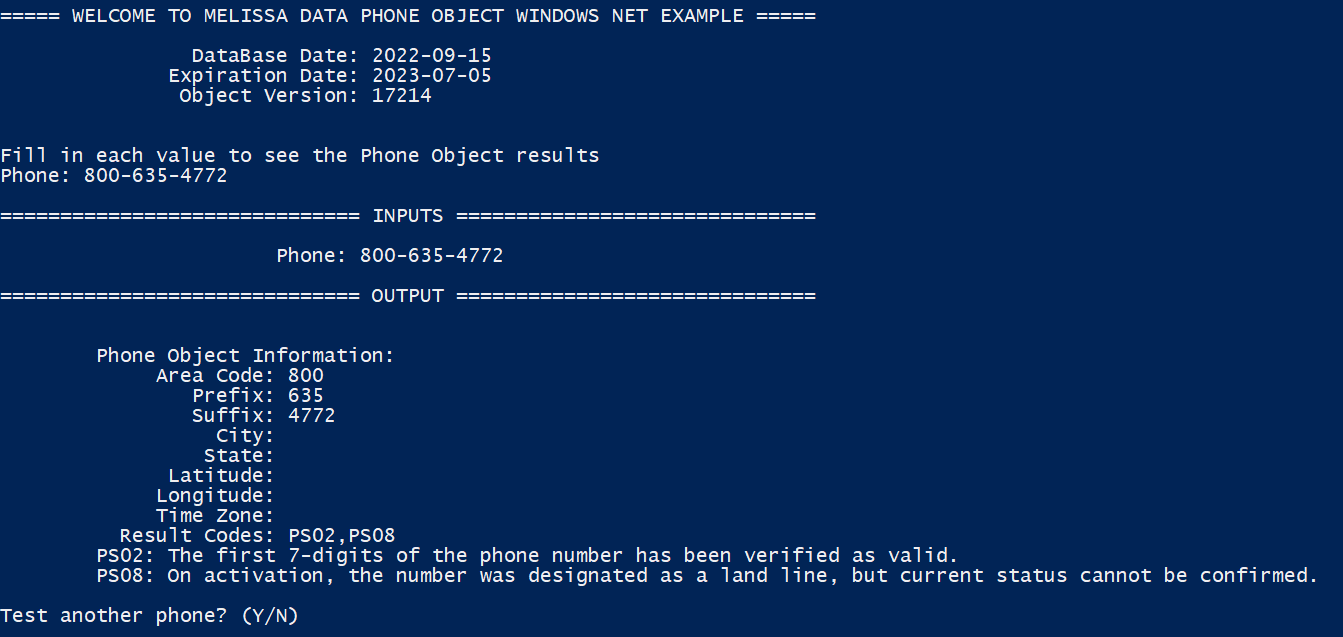 ===== WELCOME TO MELISSA DATA PHONE OBJECT WINDOWS NET EXAMPLE =====
DataBase Date: 2022-09-15
Expiration Date: 2023-07-05
Object Version: 17214
Fill in each value to see the Phone Object results
Phone: 800-635-4772
============================== INPUTS ==============================
Phone: 800-635-4772
============================== OUTPUT ==============================
Phone Object Information:
Area Code: 800
Prefix: 635
Suffix: 4772
City:
State:
Latitude:
Longitude:
Time Zone:
Result Codes: PS02,PS08
PS02: The first 7-digits of the phone number has been verified as valid.
PS08: On activation, the number was designated as a land line, but current status cannot be confirmed.
Test another phone? (Y/N)